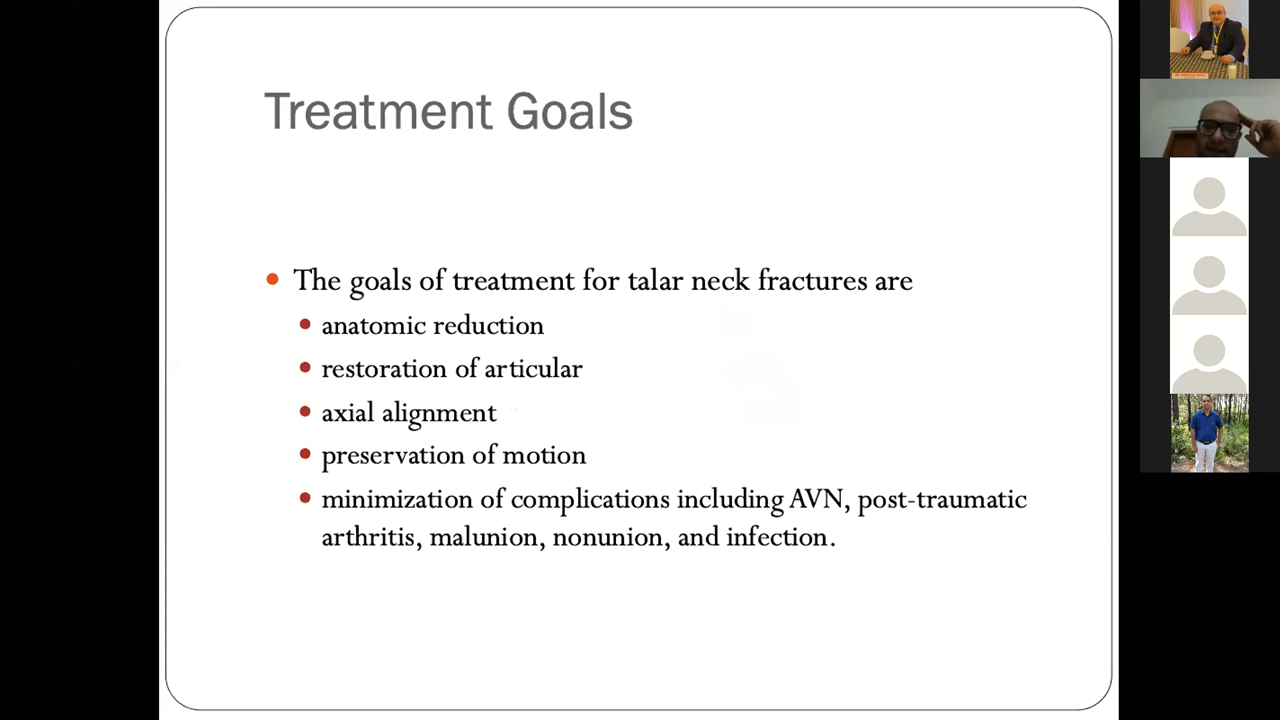 Treatment Goals
The goals of treatment for talar neck fractures are
anatomic reduction
restoration of articular
axial alignment
preservation of motion
minimization of complications including AVN, post-traumatic
arthritis, malunion, nonunion, and infection.